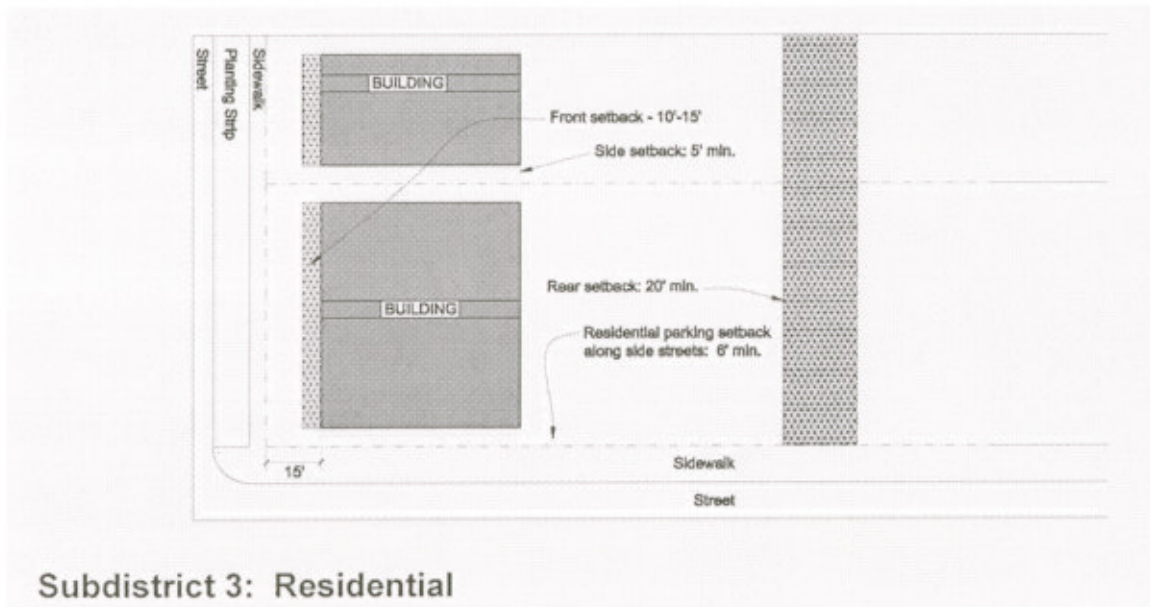 Street
Planting Strip
Sidewalk
BUILDING
Front setback - 10'-15'
Side setback: 5' min.
BUILDING
Rear setback: 20' min.
Residential parking setback
along side streets: 6' min.
15'
Sidewalk
Street
Subdistrict 3: Residential